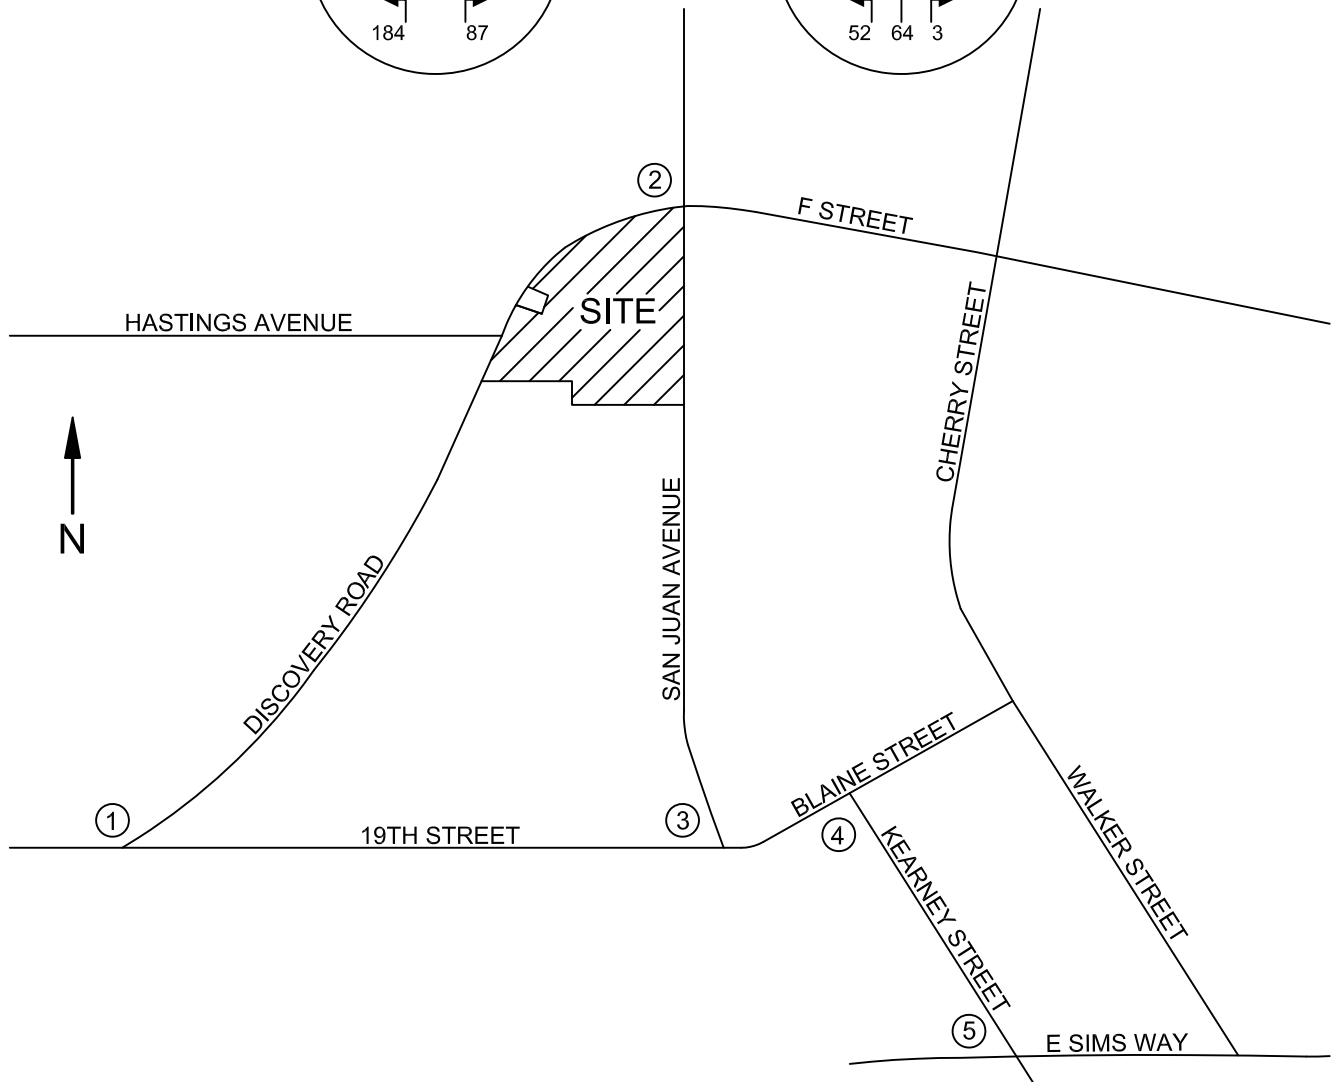 184 87
52 64 3
2
F STREET
HASTINGS AVENUE
SITE
CHERRY STREET
N
SAN JUAN AVENUE
DISCOVERY ROAD
BLAINE STREET
WALKER STREET
1
19TH STREET
3
4
KEARNEY STREET
5
E SIMS WAY